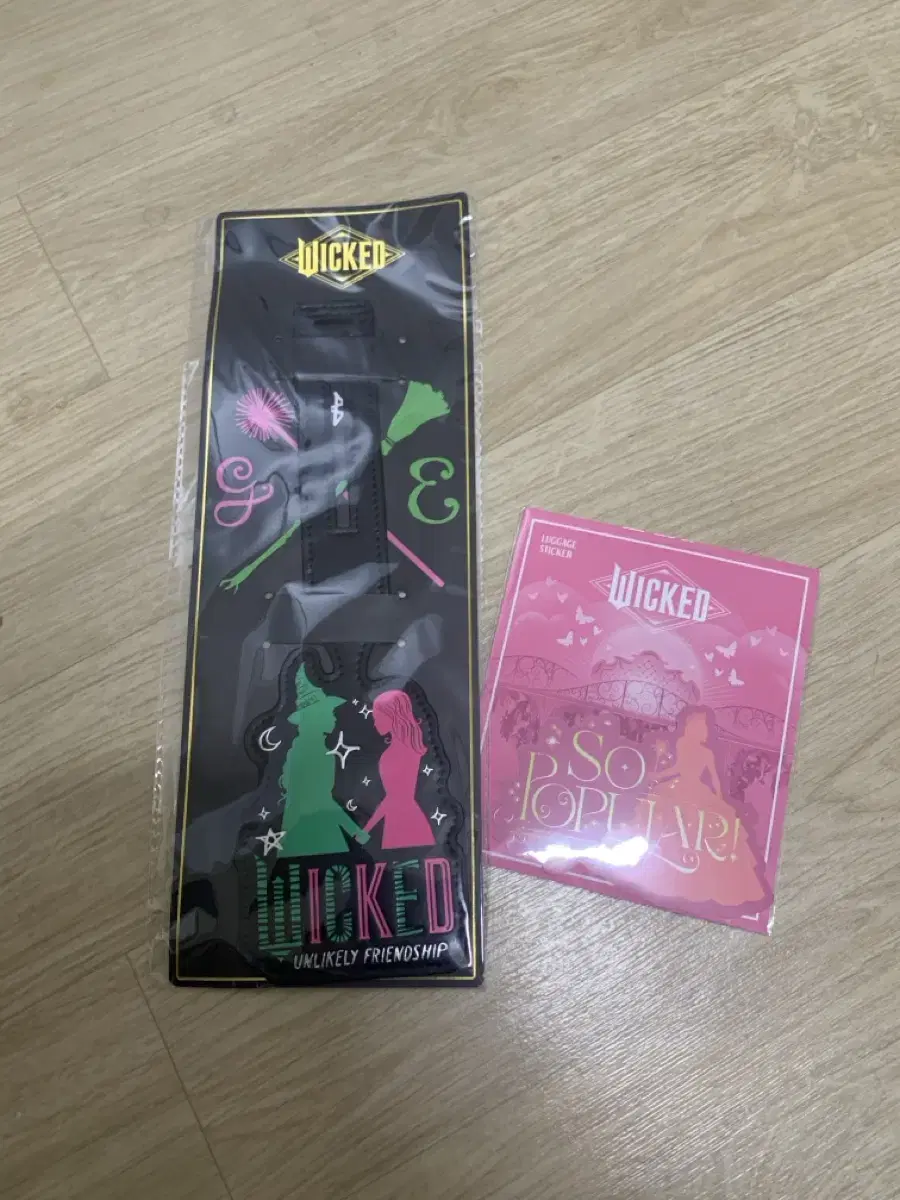 WICKED
G E
WICKED
UNLIKELY FRIENDSHIP
LUGGAGE
STICKER
WICKED
SO
POPULAR!